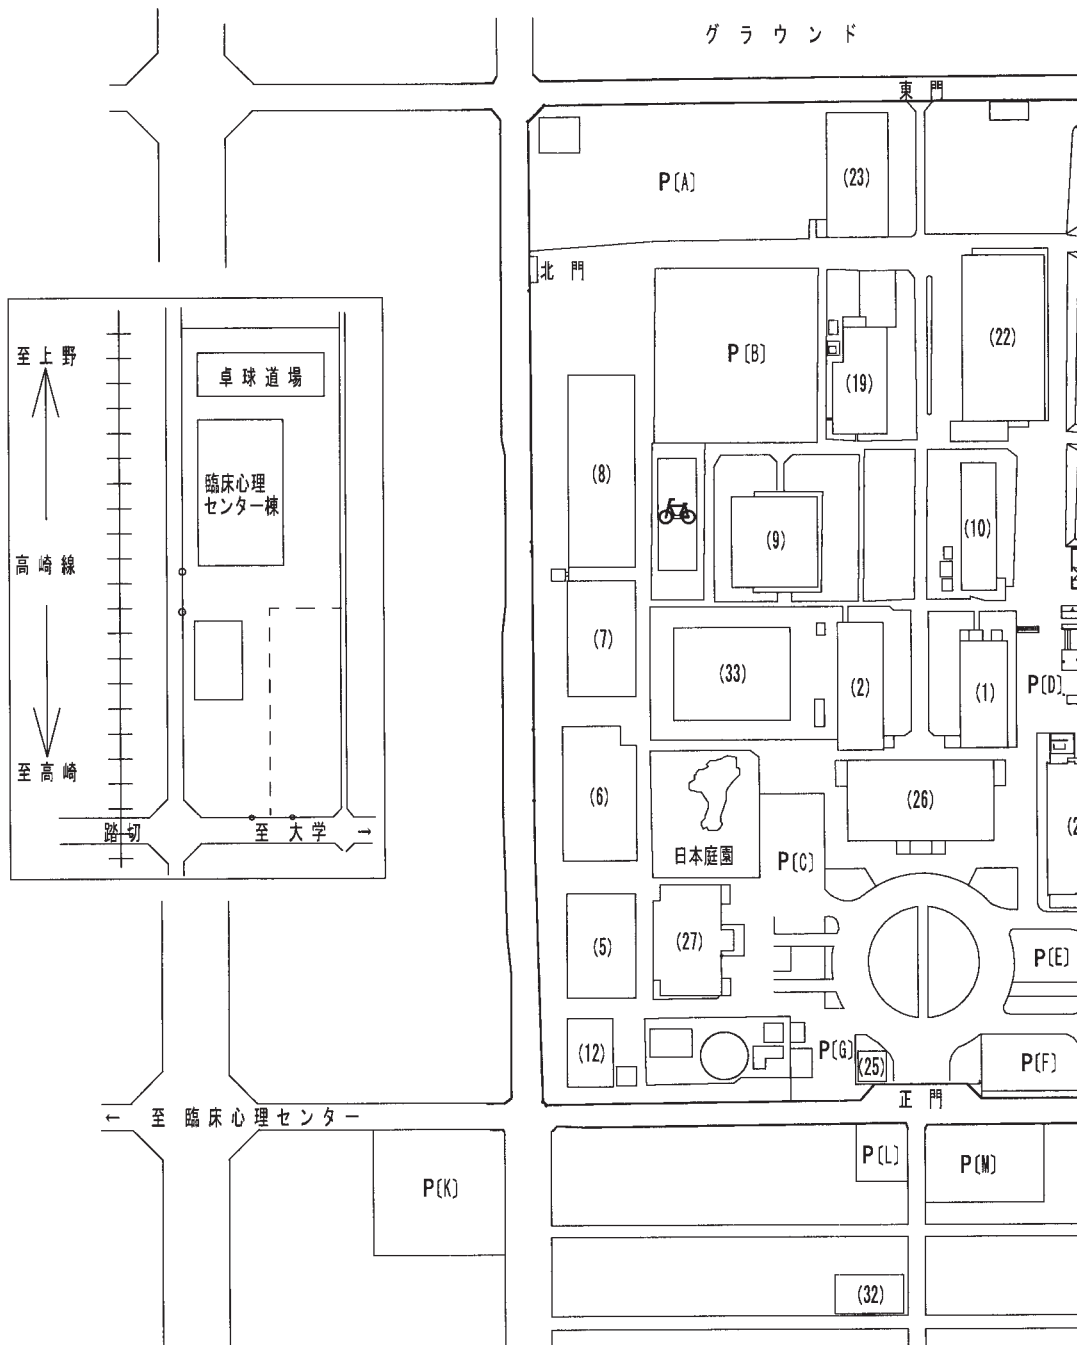 グラウンド
東門
P〔A〕
(23)
北門
P〔B〕
(19)
(22)
至上野
卓球道場
臨床心理
センター棟
高崎線
至高崎
踏切
至大学→
(8)
(9)
(10)
(7)
(33)
(2)
(1)
P〔D〕
(6)
日本庭園
P〔C〕
(26)
(5)
(27)
P〔E〕
(12)
P〔G〕
(25)
P〔F〕
正門
← 至 臨床心理センター
P〔K〕
P〔L〕
P〔M〕
(32)